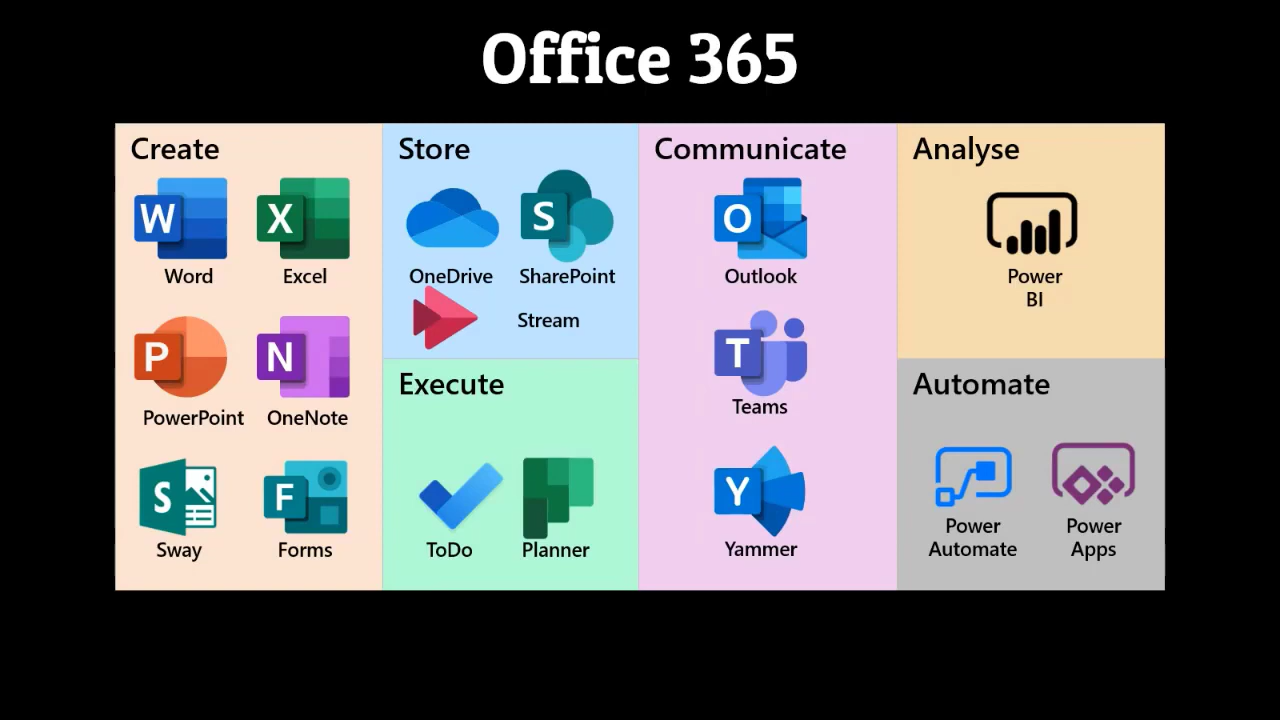 Office 365
Create
W
Word
X
Excel
P
PowerPoint
N
OneNote
S
Sway
F
Forms
Store
OneDrive
S
SharePoint
Stream
Execute
ToDo
Planner
Communicate
O
Outlook
T
Teams
Y
Yammer
Analyse
Power
BI
Automate
Power
Automate
Power
Apps